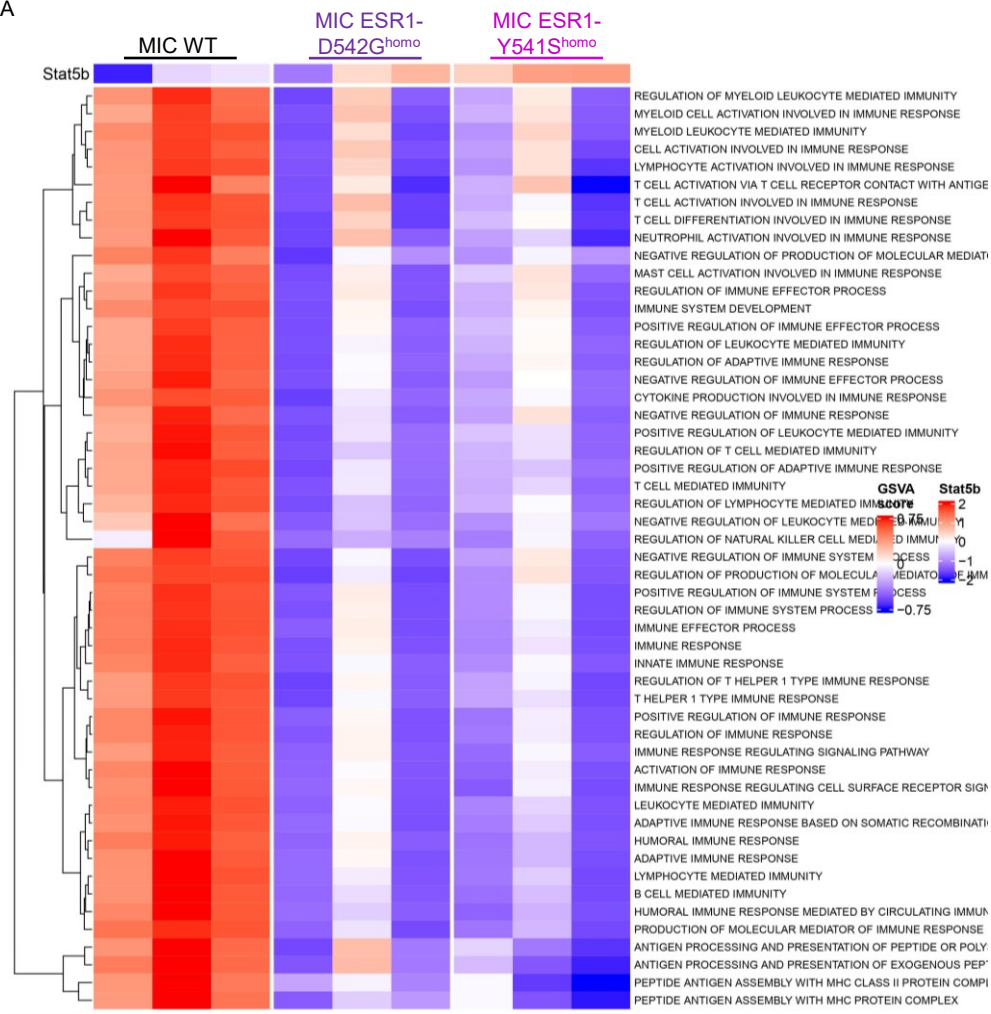 A
MIC WT
MIC ESR1-
D542Ghomo
MIC ESR1-
Y541Shomo
Stat5b
REGULATION OF MYELOID LEUKOCYTE MEDIATED IMMUNITY
MYELOID CELL ACTIVATION INVOLVED IN IMMUNE RESPONSE
MYELOID LEUKOCYTE MEDIATED IMMUNITY
CELL ACTIVATION INVOLVED IN IMMUNE RESPONSE
LYMPHOCYTE ACTIVATION INVOLVED IN IMMUNE RESPONSE
T CELL ACTIVATION VIA T CELL RECEPTOR CONTACT WITH ANTIGE
T CELL ACTIVATION INVOLVED IN IMMUNE RESPONSE
T CELL DIFFERENTIATION INVOLVED IN IMMUNE RESPONSE
NEUTROPHIL ACTIVATION INVOLVED IN IMMUNE RESPONSE
NEGATIVE REGULATION OF PRODUCTION OF MOLECULAR MEDIATO
MAST CELL ACTIVATION INVOLVED IN IMMUNE RESPONSE
REGULATION OF IMMUNE EFFECTOR PROCESS
IMMUNE SYSTEM DEVELOPMENT
POSITIVE REGULATION OF IMMUNE EFFECTOR PROCESS
REGULATION OF LEUKOCYTE MEDIATED IMMUNITY
REGULATION OF ADAPTIVE IMMUNE RESPONSE
NEGATIVE REGULATION OF IMMUNE EFFECTOR PROCESS
CYTOKINE PRODUCTION INVOLVED IN IMMUNE RESPONSE
NEGATIVE REGULATION OF IMMUNE RESPONSE
POSITIVE REGULATION OF LEUKOCYTE MEDIATED IMMUNITY
REGULATION OF T CELL MEDIATED IMMUNITY
POSITIVE REGULATION OF ADAPTIVE IMMUNE RESPONSE
T CELL MEDIATED IMMUNITY
REGULATION OF LYMPHOCYTE MEDIATED IMMUNITY
NEGATIVE REGULATION OF LEUKOCYTE MEDIATED IMMUNITY
REGULATION OF NATURAL KILLER CELL MEDIATED IMMUNITY
NEGATIVE REGULATION OF IMMUNE SYSTEM PROCESS
REGULATION OF PRODUCTION OF MOLECULAR MEDIATOR OF IMM
POSITIVE REGULATION OF IMMUNE SYSTEM PROCESS
REGULATION OF IMMUNE SYSTEM PROCESS
IMMUNE EFFECTOR PROCESS
IMMUNE RESPONSE
INNATE IMMUNE RESPONSE
REGULATION OF T HELPER 1 TYPE IMMUNE RESPONSE
T HELPER 1 TYPE IMMUNE RESPONSE
POSITIVE REGULATION OF IMMUNE RESPONSE
REGULATION OF IMMUNE RESPONSE
IMMUNE RESPONSE REGULATING SIGNALING PATHWAY
ACTIVATION OF IMMUNE RESPONSE
IMMUNE RESPONSE REGULATING CELL SURFACE RECEPTOR SIGN
LEUKOCYTE MEDIATED IMMUNITY
ADAPTIVE IMMUNE RESPONSE BASED ON SOMATIC RECOMBINATI
HUMORAL IMMUNE RESPONSE
ADAPTIVE IMMUNE RESPONSE
LYMPHOCYTE MEDIATED IMMUNITY
B CELL MEDIATED IMMUNITY
HUMORAL IMMUNE RESPONSE MEDIATED BY CIRCULATING IMMUN
PRODUCTION OF MOLECULAR MEDIATOR OF IMMUNE RESPONSE
ANTIGEN PROCESSING AND PRESENTATION OF PEPTIDE OR POLY
ANTIGEN PROCESSING AND PRESENTATION OF EXOGENOUS PEPT
PEPTIDE ANTIGEN ASSEMBLY WITH MHC CLASS II PROTEIN COMPL
PEPTIDE ANTIGEN ASSEMBLY WITH MHC PROTEIN COMPLEX
GSVA
score
0.75
0
−0.75
Stat5b
2
1
0
−1
−2